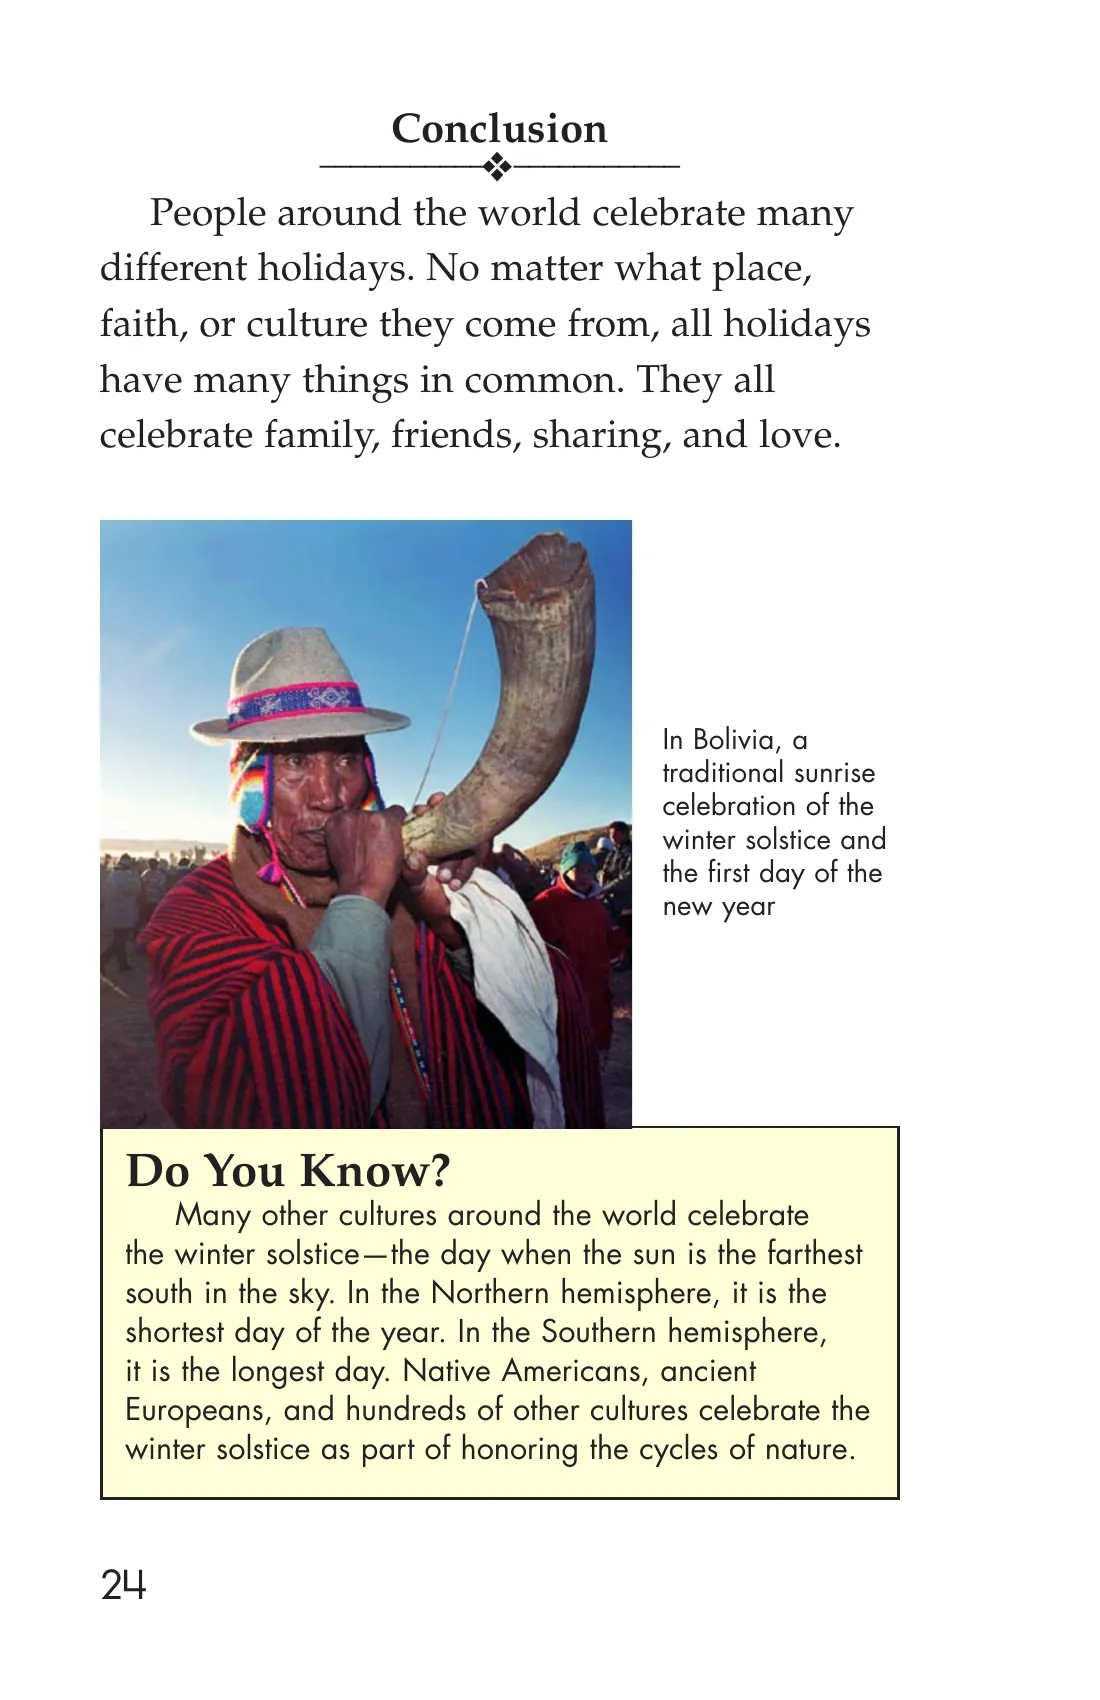 Conclusion
People around the world celebrate many
different holidays. No matter what place,
faith, or culture they come from, all holidays
have many things in common. They all
celebrate family, friends, sharing, and love.
In Bolivia, a
traditional sunrise
celebration of the
winter solstice and
the first day of the
new year
Do You Know?
Many other cultures around the world celebrate
the winter solstice—the day when the sun is the farthest
south in the sky. In the Northern hemisphere, it is the
shortest day of the year. In the Southern hemisphere,
it is the longest day. Native Americans, ancient
Europeans, and hundreds of other cultures celebrate the
winter solstice as part of honoring the cycles of nature.
24